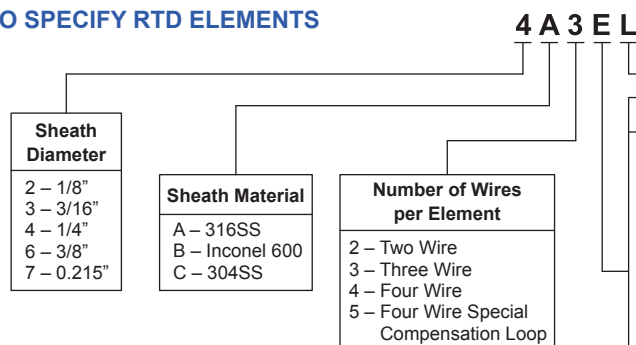 O SPECIFY RTD ELEMENTS
4 A 3 E L
Sheath
Diameter
2 – 1/8”
3 – 3/16”
4 – 1/4”
6 – 3/8”
7 – 0.215”
Sheath Material
A – 316SS
B – Inconel 600
C – 304SS
Number of Wires
per Element
2 – Two Wire
3 – Three Wire
4 – Four Wire
5 – Four Wire Special
Compensation Loop